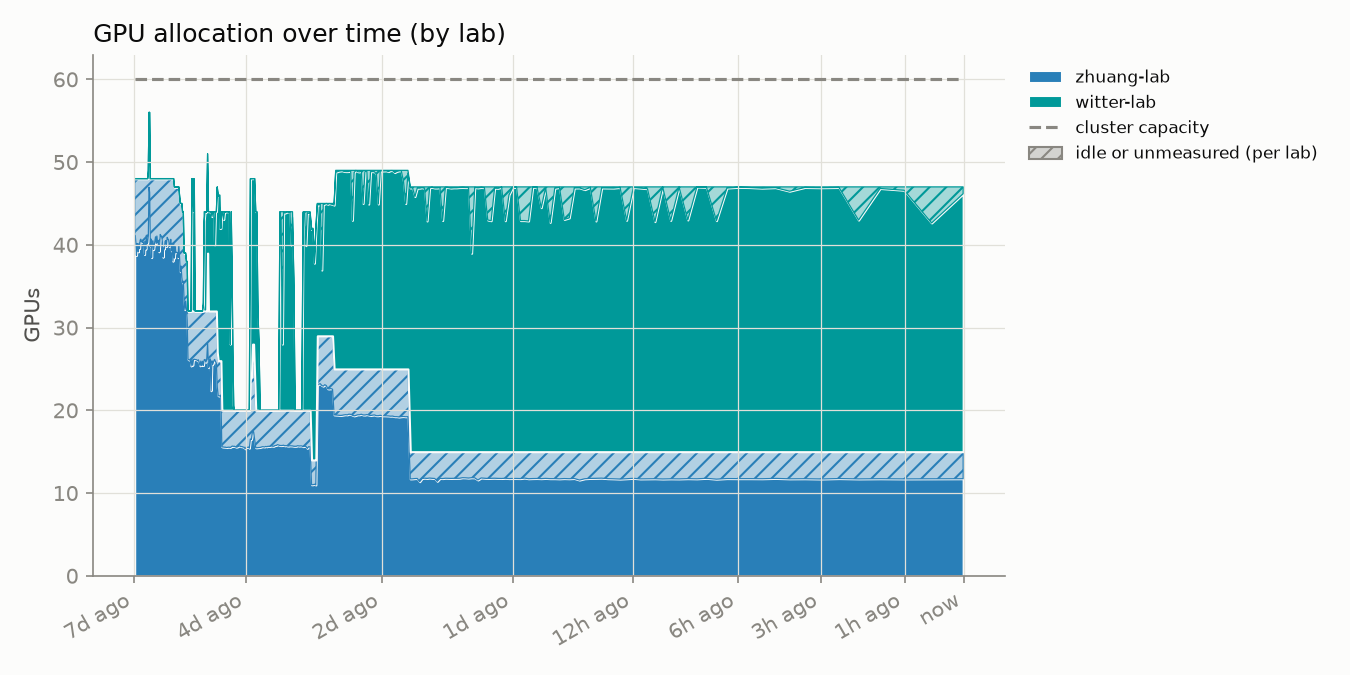 GPU allocation over time (by lab)
zhuang-lab
witter-lab
cluster capacity
idle or unmeasured (per lab)
GPUs
60
50
40
30
20
10
0
7d ago
4d ago
2d ago
1d ago
12h ago
6h ago
3h ago
1h ago
now